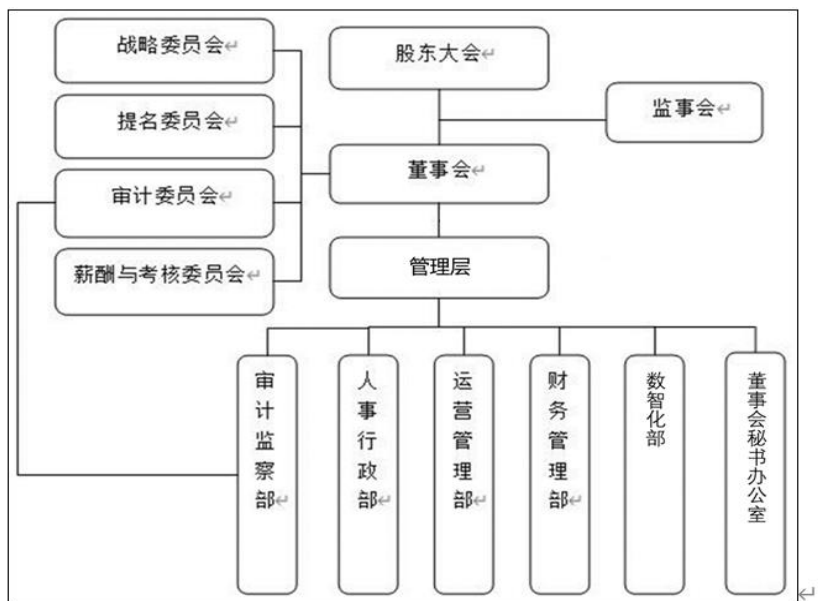 战略委员会
股东大会
提名委员会
监事会
董事会
审计委员会
管理层
薪酬与考核委员会
审计监察部
人事行政部
运营管理部
财务管理部
数智化部
董事会秘书办公室